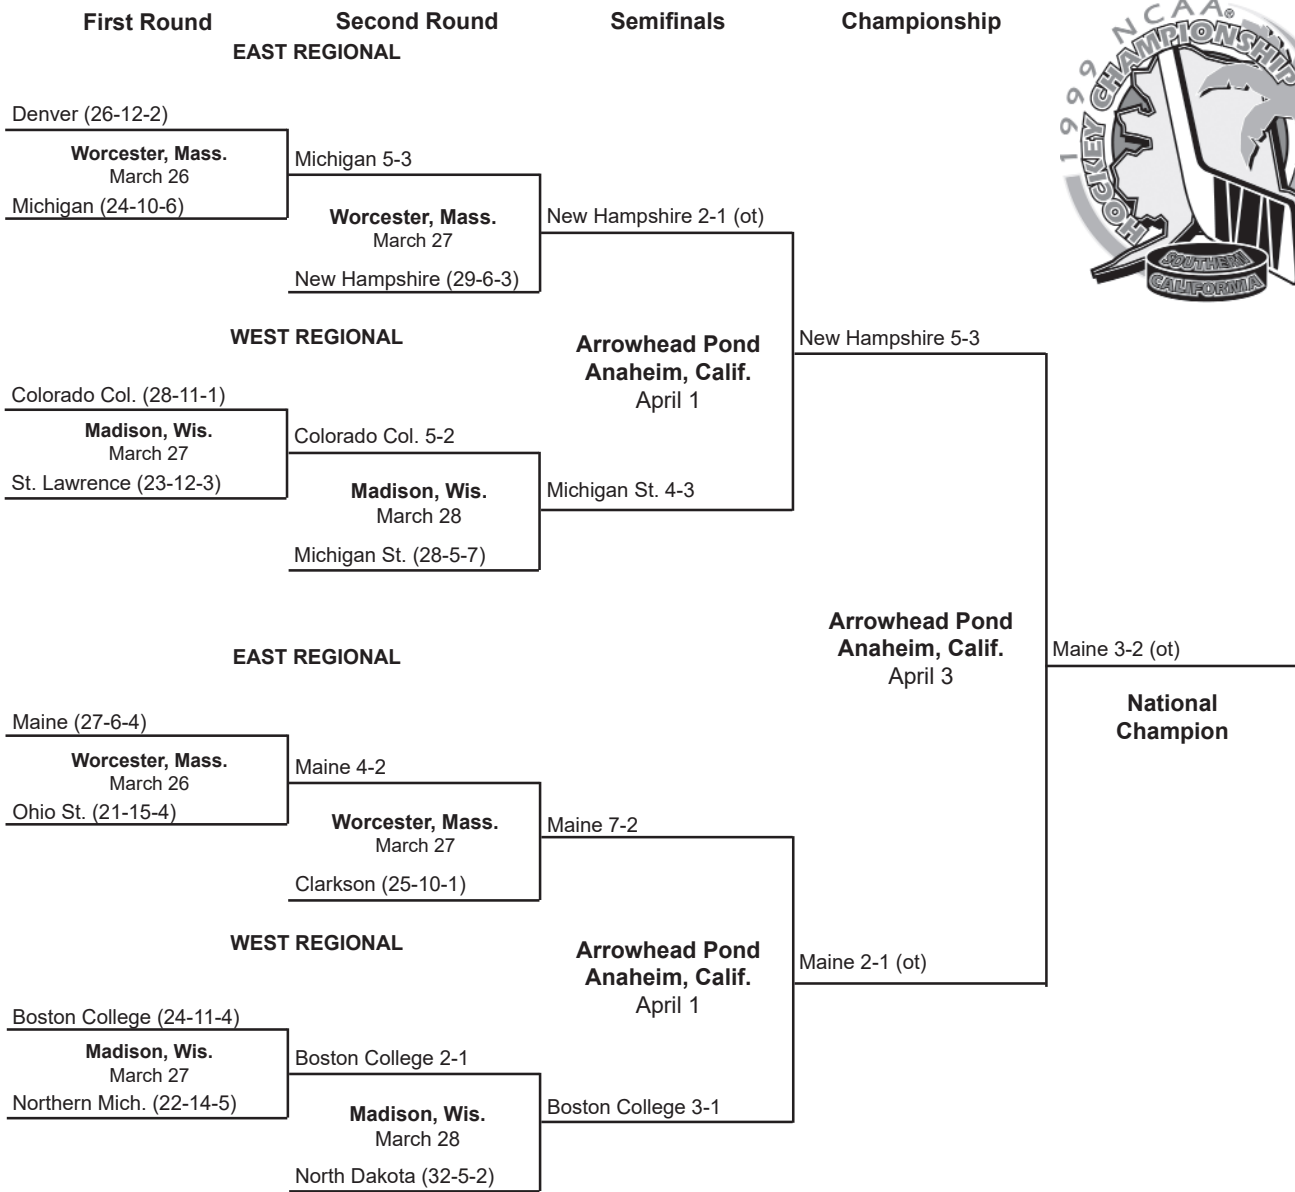 First Round
Second Round
Semifinals
Championship
1999 NCAA®
HOCKEY CHAMPIONSHIP
SOUTHERN
CALIFORNIA
EAST REGIONAL
Denver (26-12-2)
Worcester, Mass.
March 26
Michigan (24-10-6)
Michigan 5-3
Worcester, Mass.
March 27
New Hampshire (29-6-3)
New Hampshire 2-1 (ot)
WEST REGIONAL
Colorado Col. (28-11-1)
Madison, Wis.
March 27
St. Lawrence (23-12-3)
Colorado Col. 5-2
Madison, Wis.
March 28
Michigan St. (28-5-7)
Michigan St. 4-3
Arrowhead Pond
Anaheim, Calif.
April 1
New Hampshire 5-3
EAST REGIONAL
Maine (27-6-4)
Worcester, Mass.
March 26
Ohio St. (21-15-4)
Maine 4-2
Worcester, Mass.
March 27
Clarkson (25-10-1)
Maine 7-2
WEST REGIONAL
Boston College (24-11-4)
Madison, Wis.
March 27
Northern Mich. (22-14-5)
Boston College 2-1
Madison, Wis.
March 28
North Dakota (32-5-2)
Boston College 3-1
Arrowhead Pond
Anaheim, Calif.
April 1
Maine 2-1 (ot)
Arrowhead Pond
Anaheim, Calif.
April 3
Maine 3-2 (ot)
National
Champion